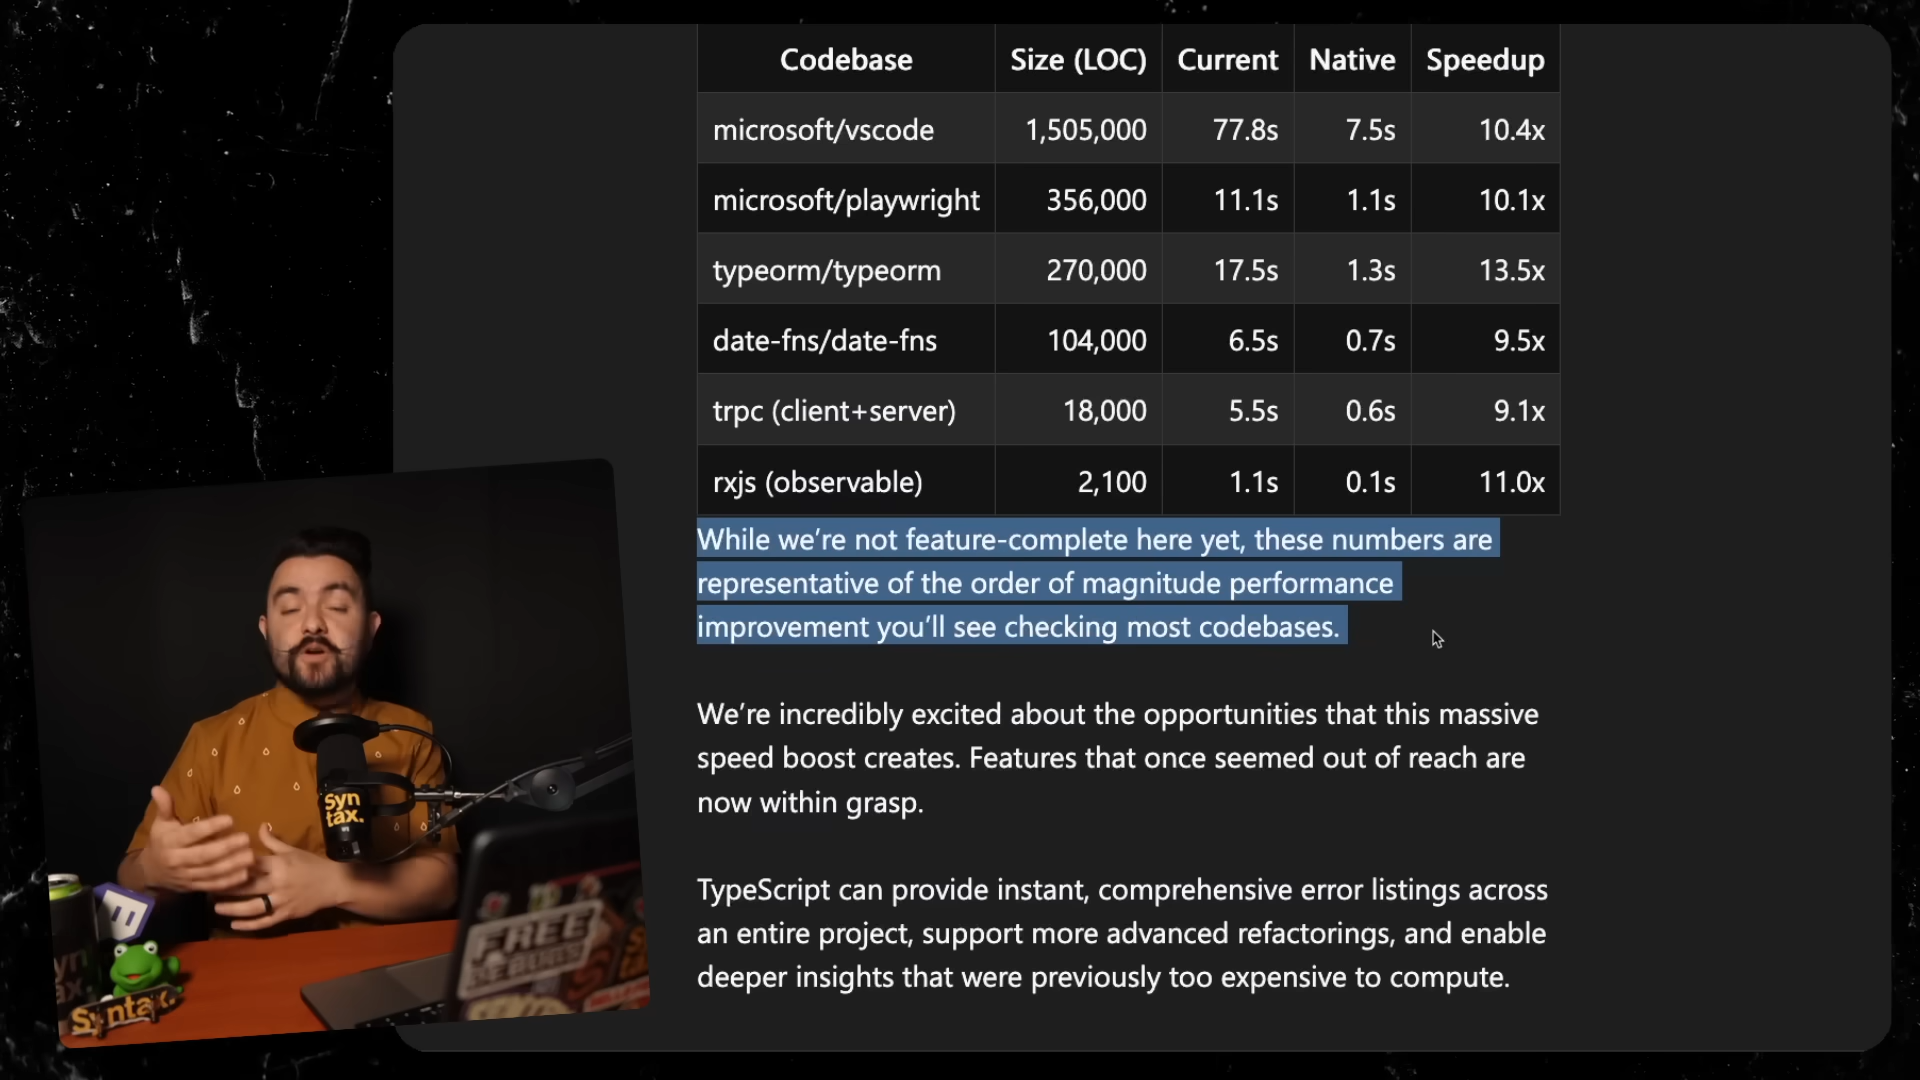 Codebase Size (LOC) Current Native Speedup
microsoft/vscode 1,505,000 77.8s 7.5s 10.4x
microsoft/playwright 356,000 11.1s 1.1s 10.1x
typeorm/typeorm 270,000 17.5s 1.3s 13.5x
date-fns/date-fns 104,000 6.5s 0.7s 9.5x
trpc (client+server) 18,000 5.5s 0.6s 9.1x
rxjs (observable) 2,100 1.1s 0.1s 11.0x
While we’re not feature-complete here yet, these numbers are
representative of the order of magnitude performance
improvement you’ll see checking most codebases.
We’re incredibly excited about the opportunities that this massive
speed boost creates. Features that once seemed out of reach are
now within grasp.
TypeScript can provide instant, comprehensive error listings across
an entire project, support more advanced refactorings, and enable
deeper insights that were previously too expensive to compute.
Syn
tax.
FREE
Syntax.